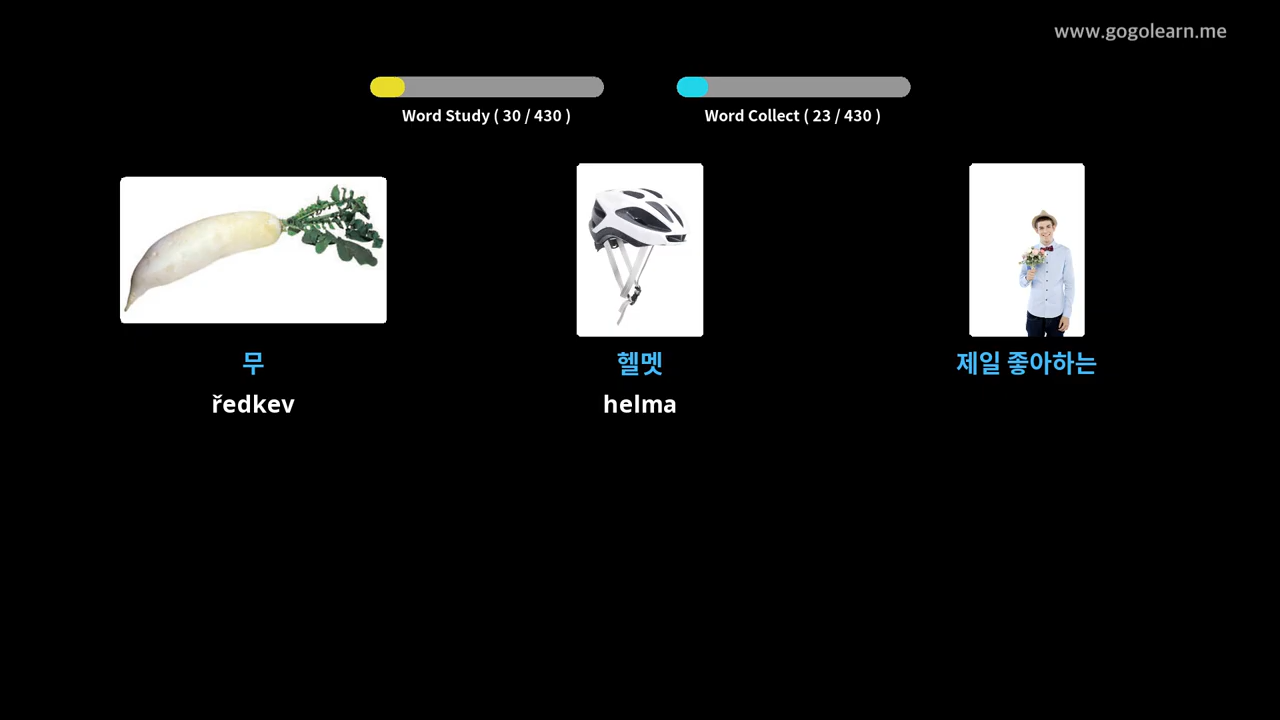 www.gogolearn.me
Word Study ( 30 / 430 )
Word Collect ( 23 / 430 )
무
헬멧
제일 좋아하는
ředkev
helma